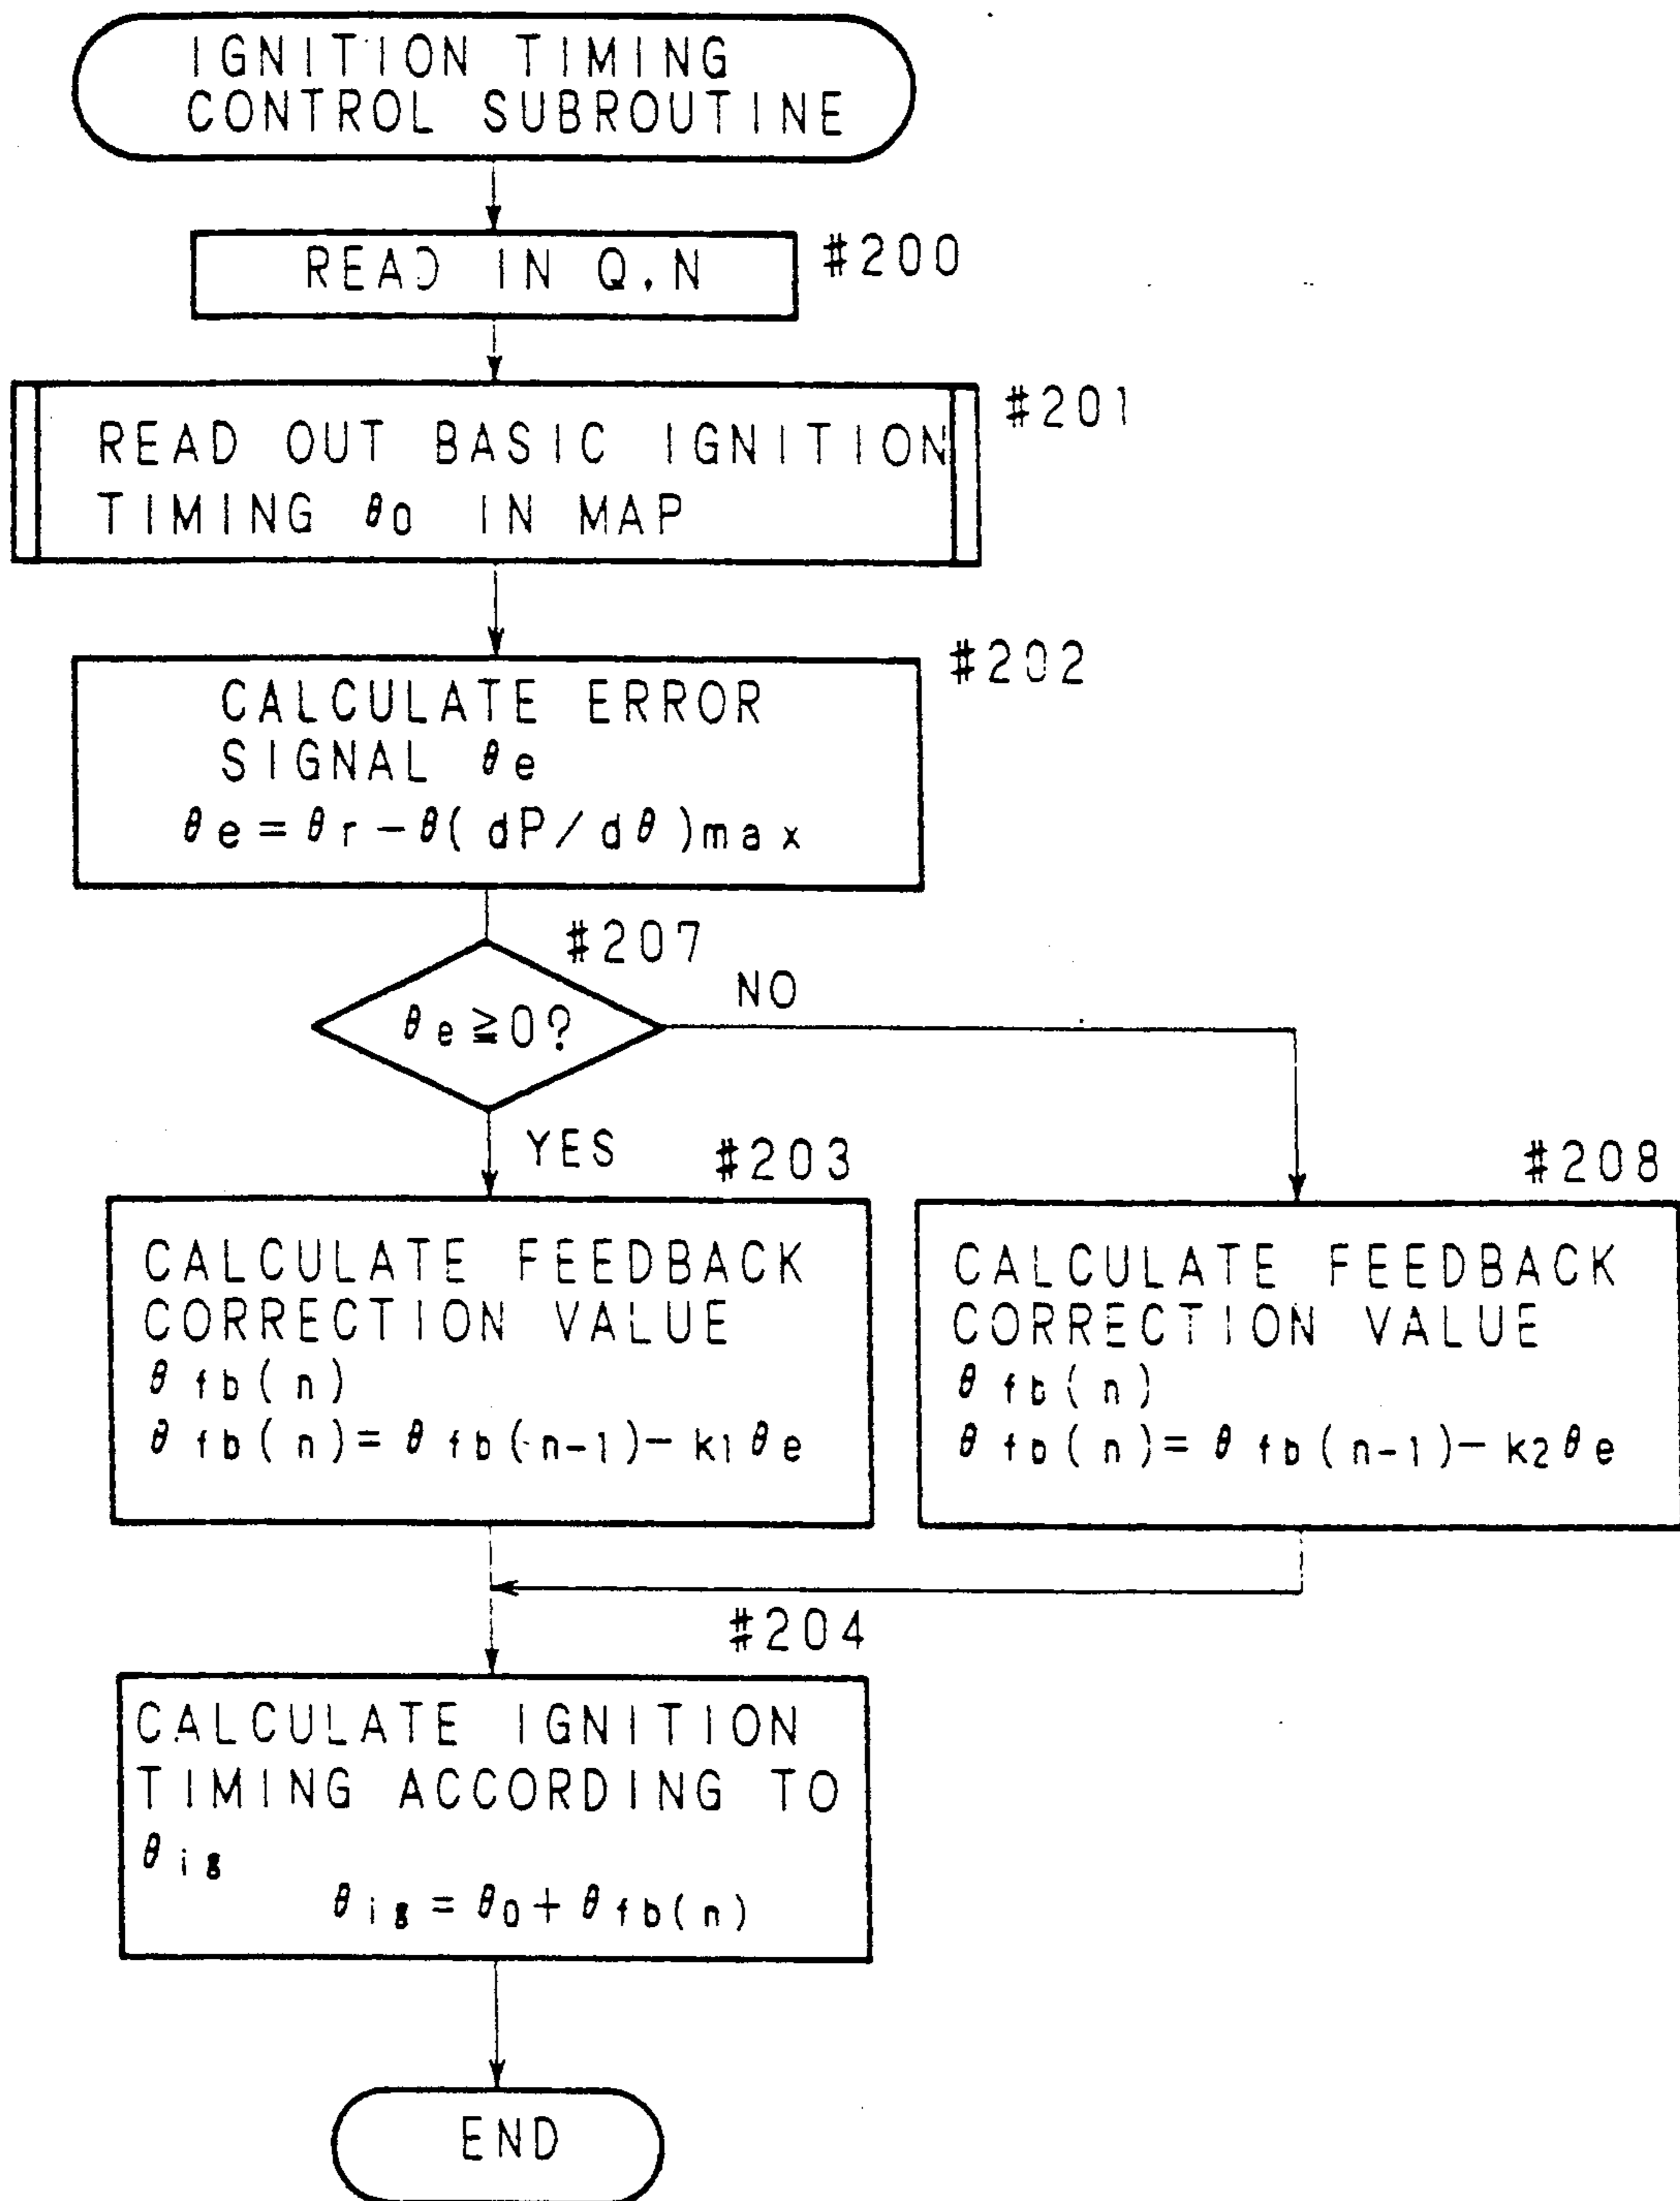 IGNITION TIMING
CONTROL SUBROUTINE
READ IN Q.N
#200
READ OUT BASIC IGNITION
TIMING θ0 IN MAP
#201
#202
CALCULATE ERROR
SIGNAL θe
θe=θr-θ(dP/dθ)max
#207
θe≧0?
NO
YES
#203
CALCULATE FEEDBACK
CORRECTION VALUE
θfb(n)
θfb(n)=θfb(n-1)-k1θe
#208
CALCULATE FEEDBACK
CORRECTION VALUE
θfb(n)
θfb(n)=θfb(n-1)-k2θe
#204
CALCULATE IGNITION
TIMING ACCORDING TO
θig
θig=θ0+θfb(n)
END